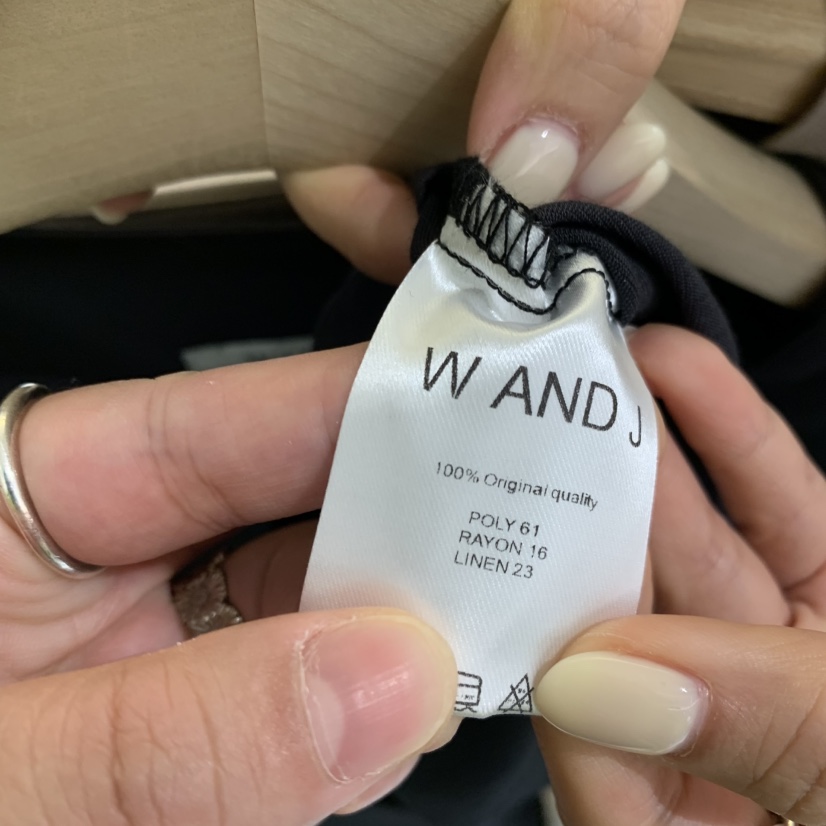 W AND J
100% Original quality
POLY 61
RAYON 16
LINEN 23